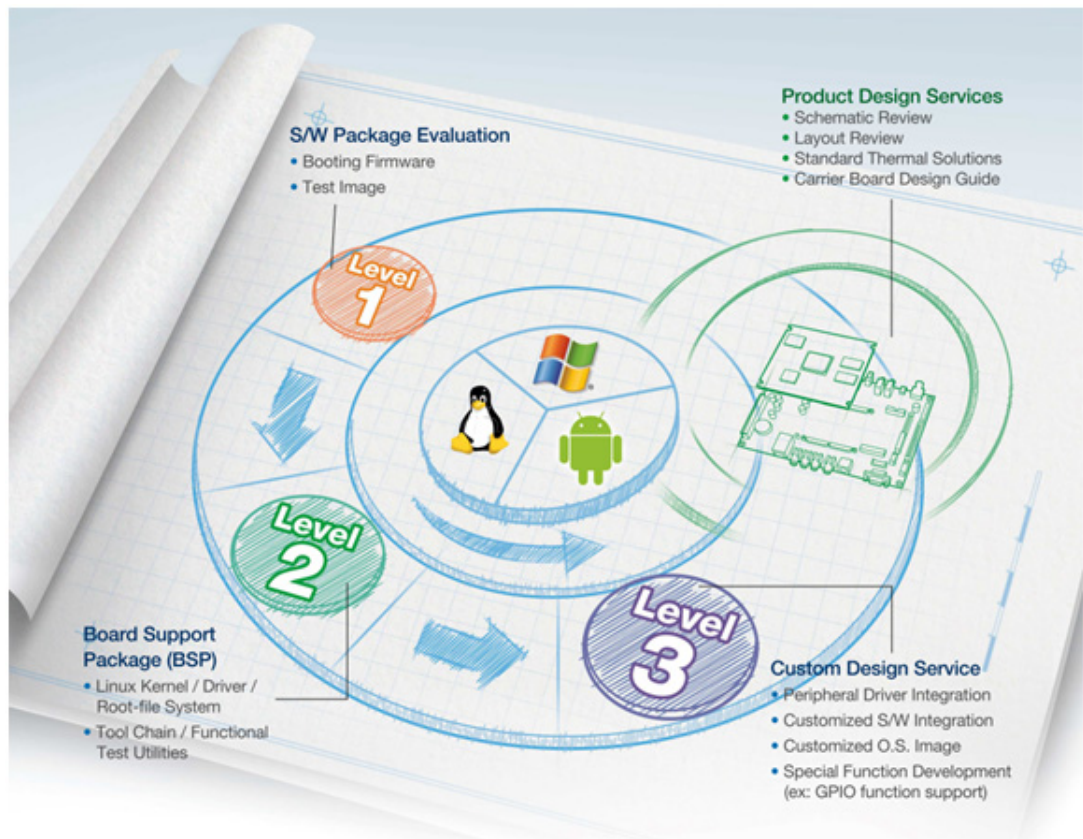 Product Design Services
• Schematic Review
• Layout Review
• Standard Thermal Solutions
• Carrier Board Design Guide
S/W Package Evaluation
• Booting Firmware
• Test Image
Level
1
Level
2
Level
3
Board Support
Package (BSP)
• Linux Kernel / Driver /
Root-file System
• Tool Chain / Functional
Test Utilities
Custom Design Service
• Peripheral Driver Integration
• Customized S/W Integration
• Customized O.S. Image
• Special Function Development
(ex: GPIO function support)